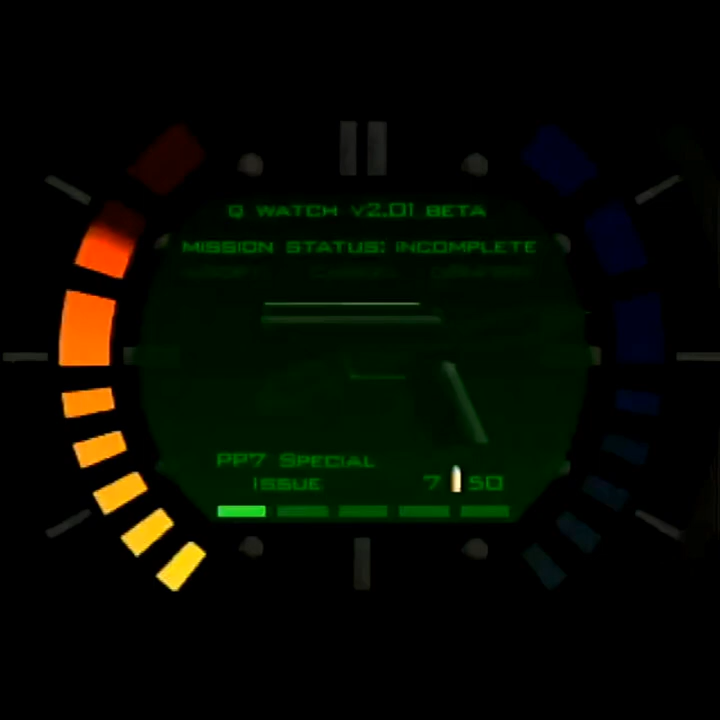 Q WATCH V2.01 BETA
MISSION STATUS: INCOMPLETE
PP7 SPECIAL
ISSUE
7 50